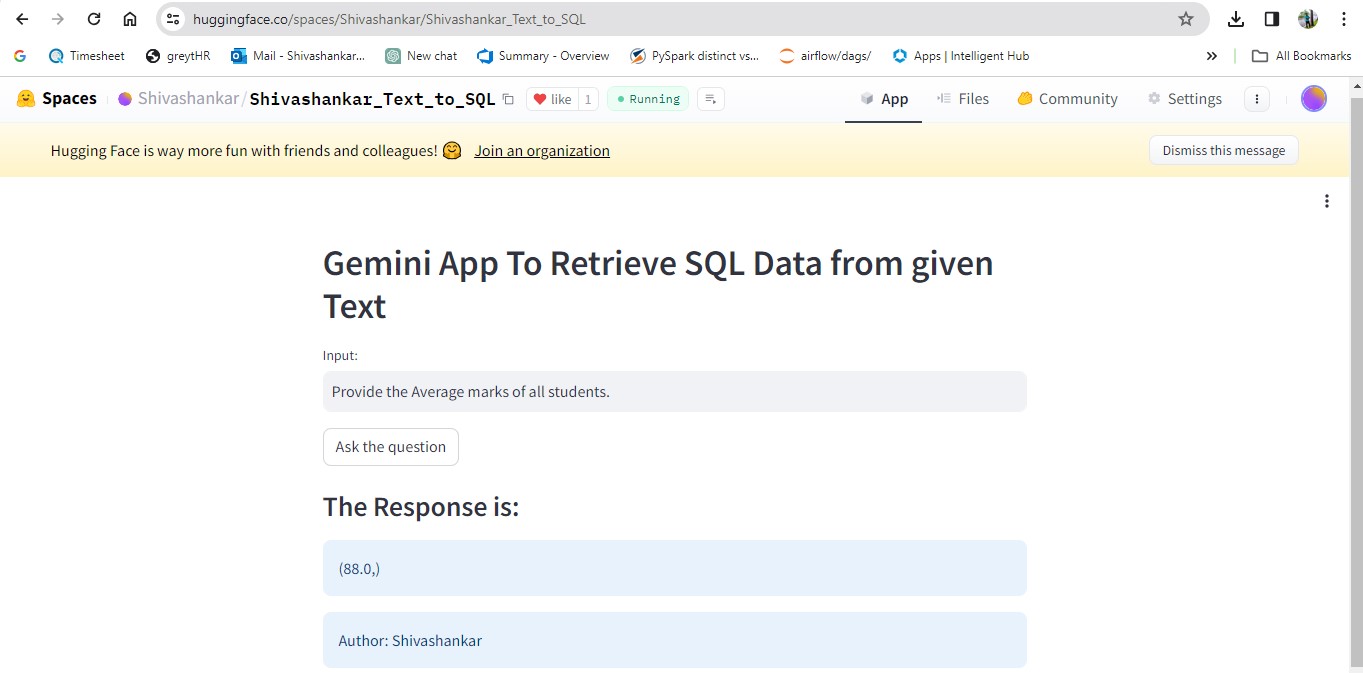 huggingface.co/spaces/Shivashankar/Shivashankar_Text_to_SQL
Timesheet greytHR Mail - Shivashankar... New chat Summary - Overview PySpark distinct vs... airflow/dags/ Apps | Intelligent Hub » All Bookmarks
Spaces Shivashankar/Shivashankar_Text_to_SQL like 1 Running App Files Community Settings
Hugging Face is way more fun with friends and colleagues! 🤗 Join an organization Dismiss this message
Gemini App To Retrieve SQL Data from given
Text
Input:
Provide the Average marks of all students.
Ask the question
The Response is:
(88.0,)
Author: Shivashankar